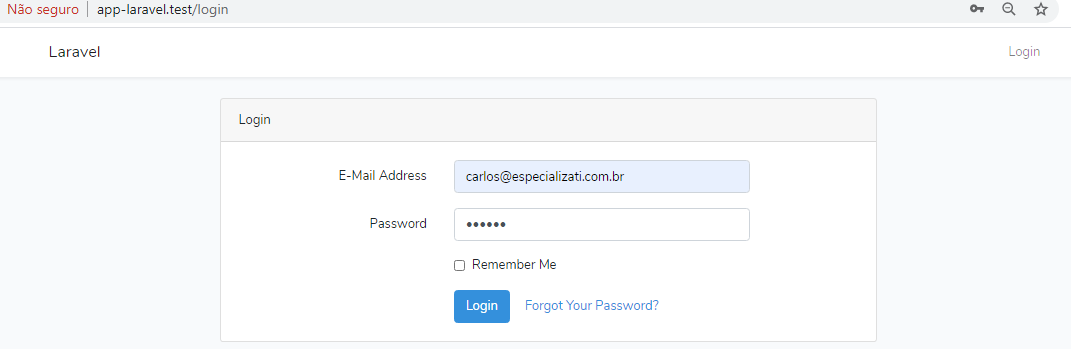 Não seguro | app-laravel.test/login
Laravel Login
Login
E-Mail Address carlos@especializati.com.br
Password ••••••
Remember Me
Login Forgot Your Password?